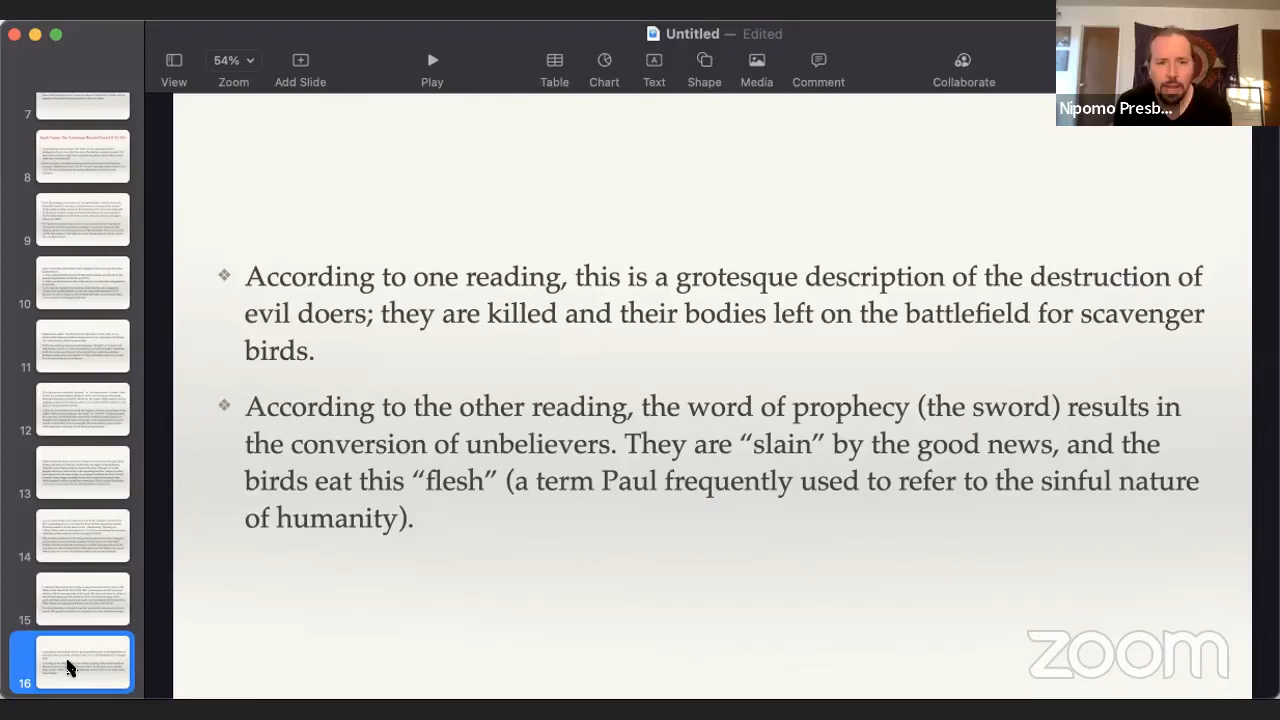 Untitled — Edited
54%
View
Zoom
Add Slide
Play
Table
Chart
Text
Shape
Media
Comment
Collaborate
Nipomo Presb...
7
8
9
10
11
12
13
14
15
16
According to one reading, this is a grotesque description of the destruction of
evil doers; they are killed and their bodies left on the battlefield for scavenger
birds.
According to the other reading, the word of prophecy (the sword) results in
the conversion of unbelievers. They are “slain” by the good news, and the
birds eat this “flesh” (a term Paul frequently used to refer to the sinful nature
of humanity).
zoom